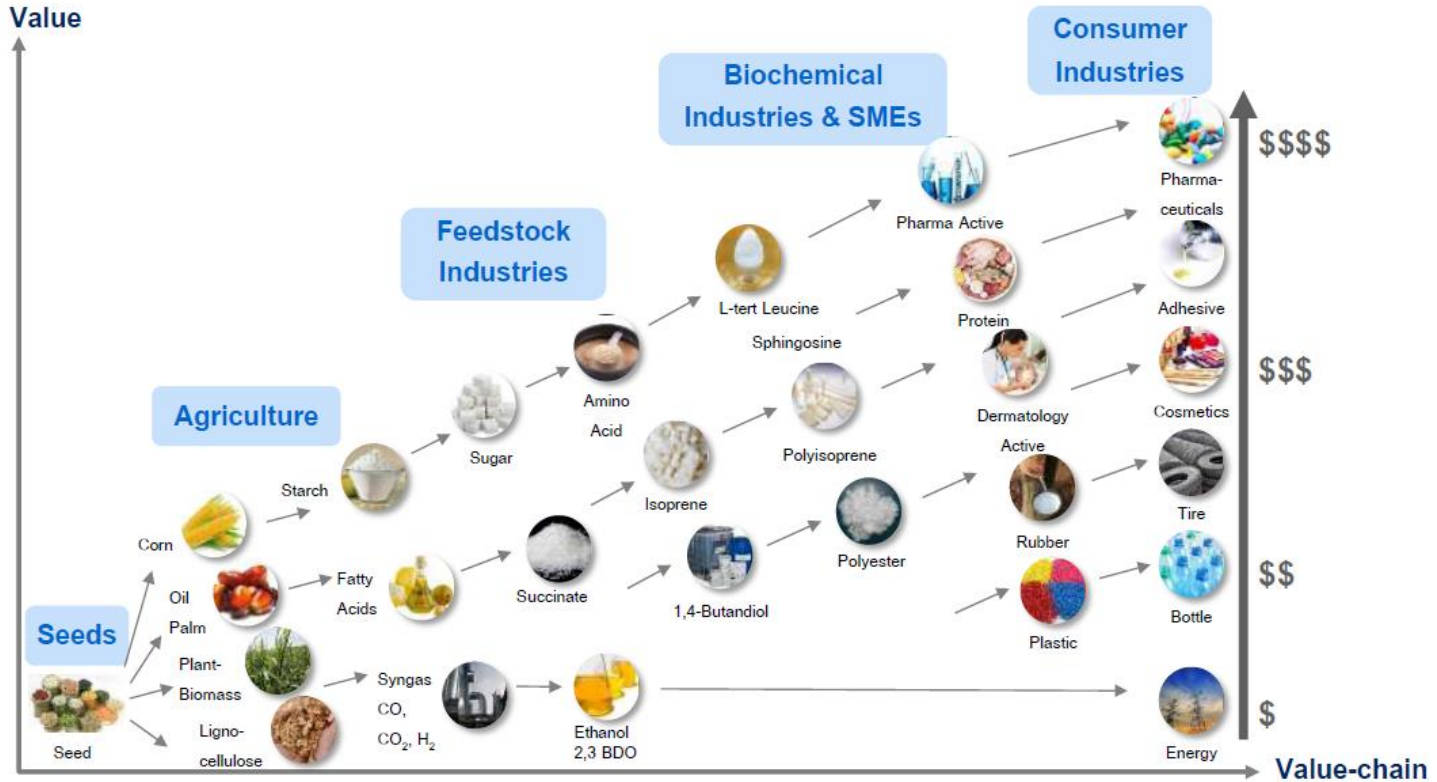 Value
Consumer
Industries
Biochemical
Industries & SMEs
$$$$
Pharma-
ceuticals
Pharma Active
Feedstock
Industries
L-tert Leucine
Adhesive
Protein
Sphingosine
$$$
Agriculture
Amino
Acid
Dermatology
Active
Cosmetics
Sugar
Polyisoprene
Starch
Isoprene
Tire
Corn
Polyester
Rubber
Fatty
Acids
Succinate
1,4-Butandiol
$$
Oil
Palm
Bottle
Plastic
Seeds
Plant-
Biomass
Syngas
CO,
CO2, H2
Ethanol
2,3 BDO
$
Seed
Ligno-
cellulose
Energy
Value-chain